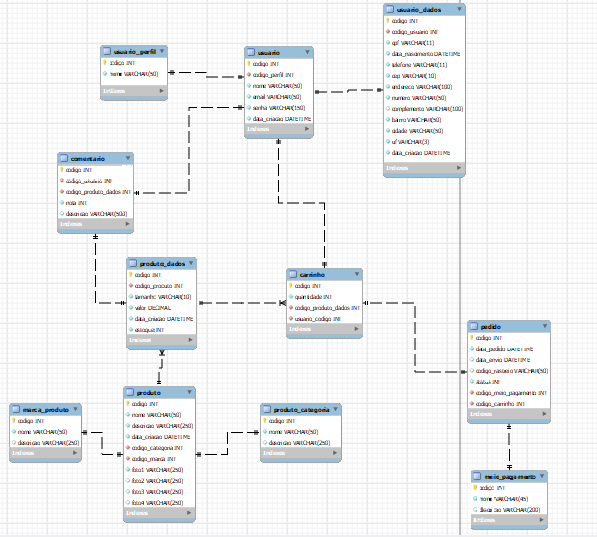 usuario_dados
codigo INT
codigo_usuario INT
cpf VARCHAR(11)
data_nascimento DATETIME
telefone VARCHAR(11)
cep VARCHAR(10)
endereco VARCHAR(100)
numero VARCHAR(50)
complemento VARCHAR(100)
bairro VARCHAR(50)
cidade VARCHAR(50)
uf VARCHAR(3)
data_criacao DATETIME
Indexes
usuario_perfil
codigo INT
nome VARCHAR(50)
Indexes
usuario
codigo INT
codigo_perfil INT
nome VARCHAR(50)
email VARCHAR(50)
senha VARCHAR(150)
data_criacao DATETIME
Indexes
comentario
codigo INT
codigo_usuario INT
codigo_produto_dados INT
nota INT
descricao VARCHAR(500)
Indexes
produto_dados
codigo INT
codigo_produto INT
tamanho VARCHAR(10)
valor DECIMAL
data_criacao DATETIME
estoque INT
Indexes
carrinho
codigo INT
quantidade INT
codigo_produto_dados INT
usuario_codigo INT
Indexes
pedido
codigo INT
data_pedido DATETIME
data_envio DATETIME
codigo_rastreio VARCHAR(50)
status INT
codigo_meio_pagamento INT
codigo_carrinho INT
Indexes
marca_produto
codigo INT
nome VARCHAR(50)
descricao VARCHAR(250)
Indexes
produto
codigo INT
nome VARCHAR(50)
descricao VARCHAR(250)
data_criacao DATETIME
codigo_categoria INT
codigo_marca INT
foto1 VARCHAR(250)
foto2 VARCHAR(250)
foto3 VARCHAR(250)
foto4 VARCHAR(250)
Indexes
produto_categoria
codigo INT
nome VARCHAR(50)
descricao VARCHAR(250)
Indexes
meio_pagamento
codigo INT
nome VARCHAR(45)
descricao VARCHAR(200)
Indexes